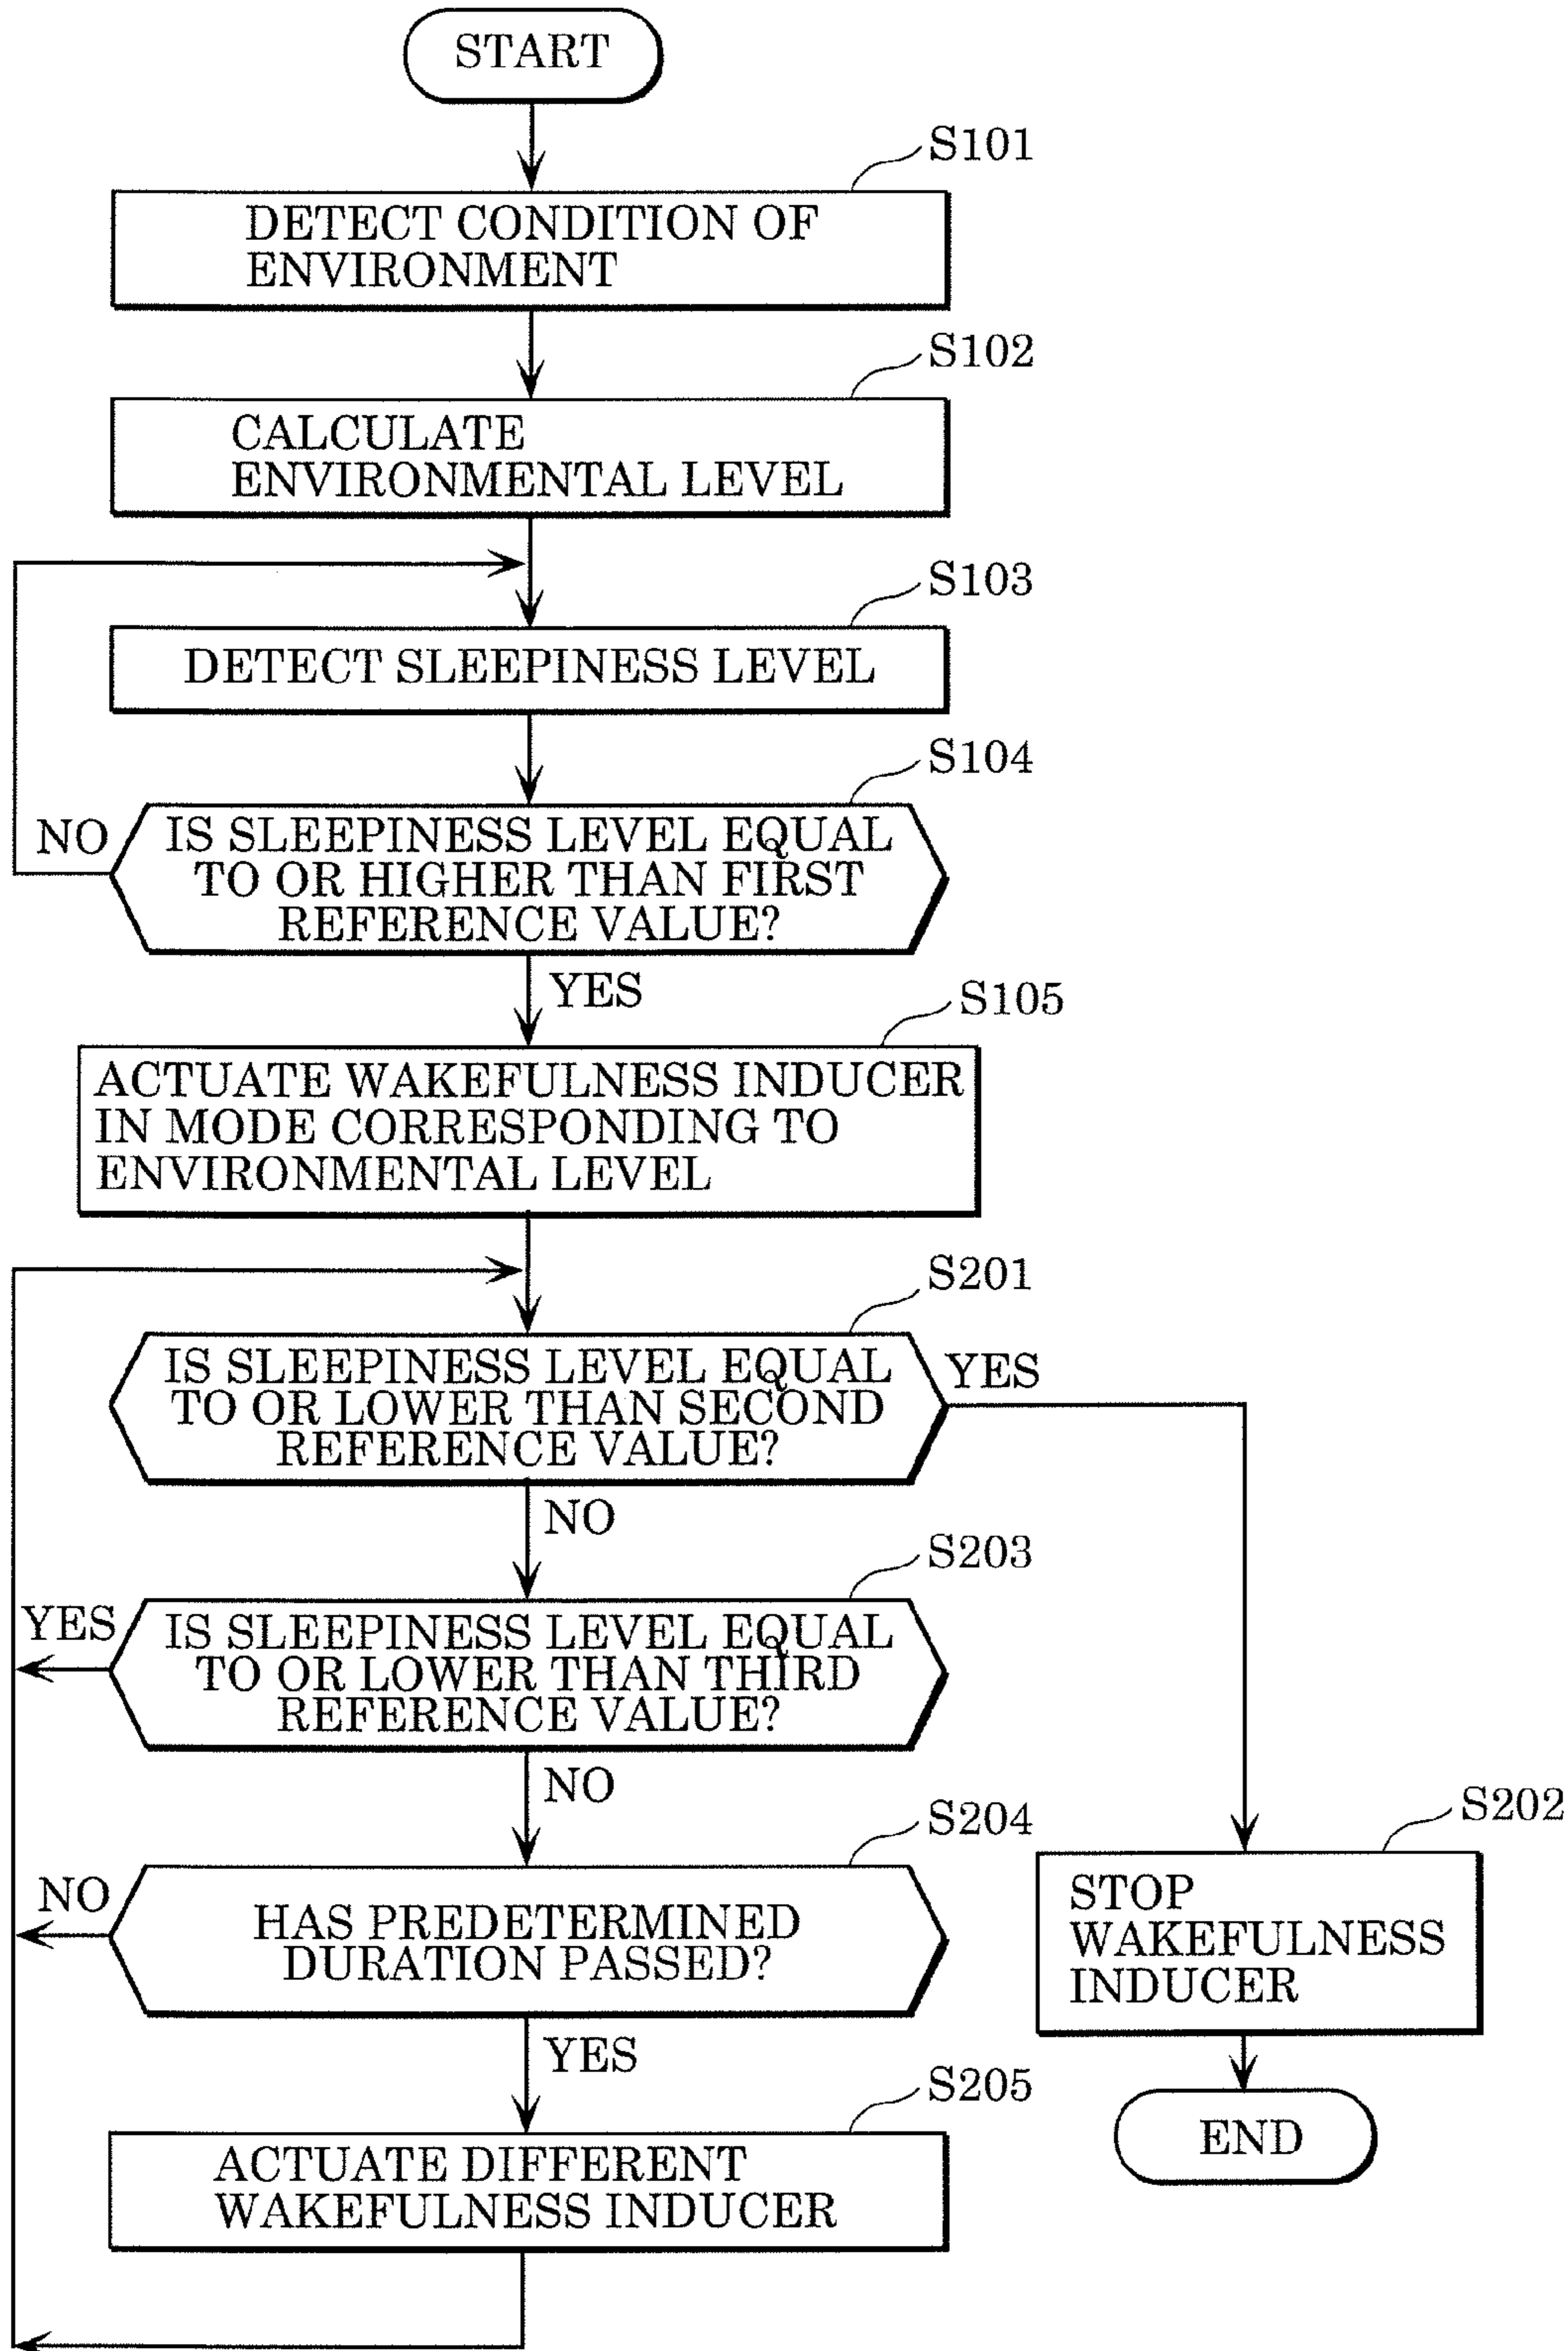 START
S101
DETECT CONDITION OF
ENVIRONMENT
S102
CALCULATE
ENVIRONMENTAL LEVEL
S103
DETECT SLEEPINESS LEVEL
S104
NO
IS SLEEPINESS LEVEL EQUAL
TO OR HIGHER THAN FIRST
REFERENCE VALUE?
YES
S105
ACTUATE WAKEFULNESS INDUCER
IN MODE CORRESPONDING TO
ENVIRONMENTAL LEVEL
S201
IS SLEEPINESS LEVEL EQUAL
TO OR LOWER THAN SECOND
REFERENCE VALUE?
YES
NO
S203
YES
IS SLEEPINESS LEVEL EQUAL
TO OR LOWER THAN THIRD
REFERENCE VALUE?
NO
S204
NO
HAS PREDETERMINED
DURATION PASSED?
YES
S202
STOP
WAKEFULNESS
INDUCER
S205
ACTUATE DIFFERENT
WAKEFULNESS INDUCER
END